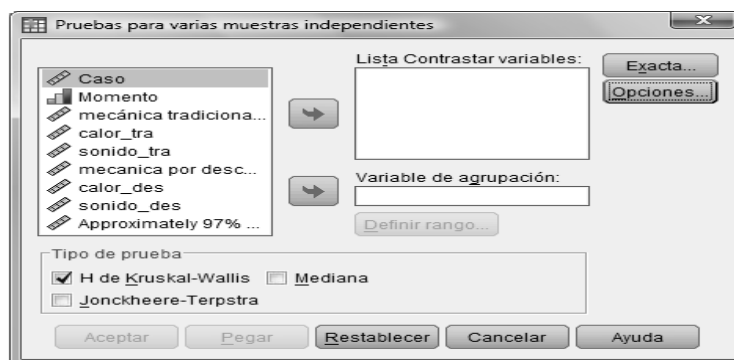 Pruebas para varias muestras independientes
Caso
Momento
mecánica tradiciona...
calor_tra
sonido_tra
mecanica por desc...
calor_des
sonido_des
Approximately 97% ...
Lista Contrastar variables:
Exacta...
Opciones...
Variable de agrupación:
Definir rango...
Tipo de prueba
H de Kruskal-Wallis
Mediana
Jonckheere-Terpstra
Aceptar
Pegar
Restablecer
Cancelar
Ayuda